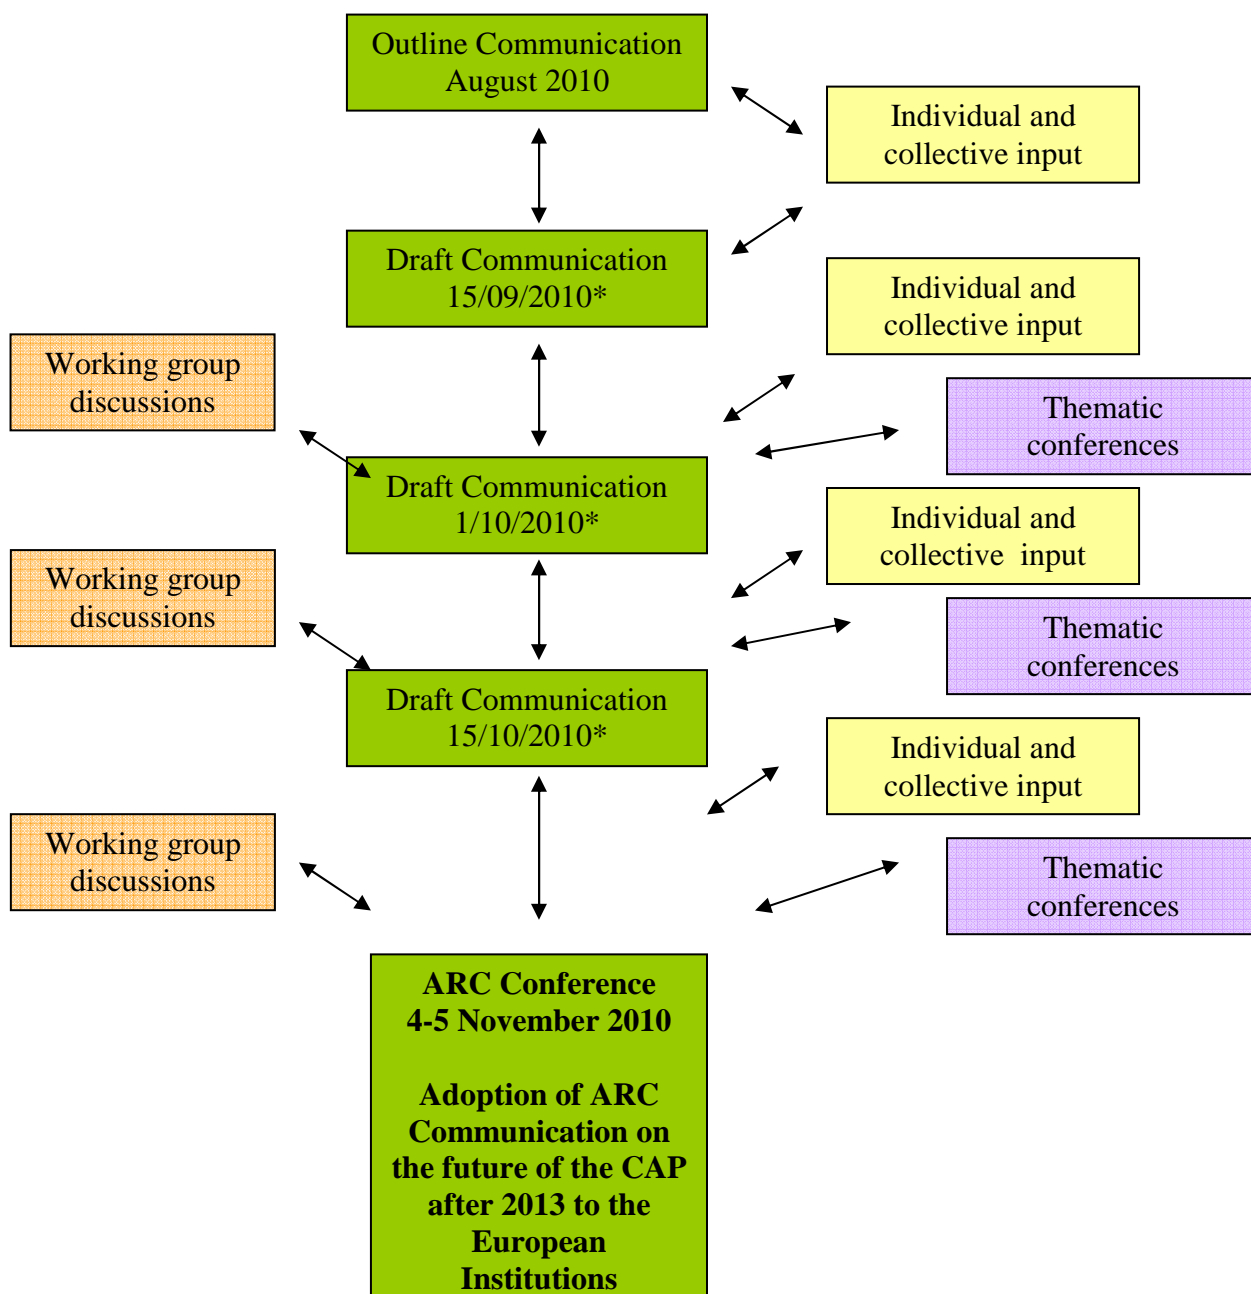 Outline Communication
August 2010
Individual and
collective input
Draft Communication
15/09/2010*
Individual and
collective input
Working group
discussions
Thematic
conferences
Draft Communication
1/10/2010*
Individual and
collective  input
Working group
discussions
Thematic
conferences
Draft Communication
15/10/2010*
Individual and
collective input
Working group
discussions
Thematic
conferences
ARC Conference
4-5 November 2010
Adoption of ARC
Communication on
the future of the CAP
after 2013 to the
European
Institutions